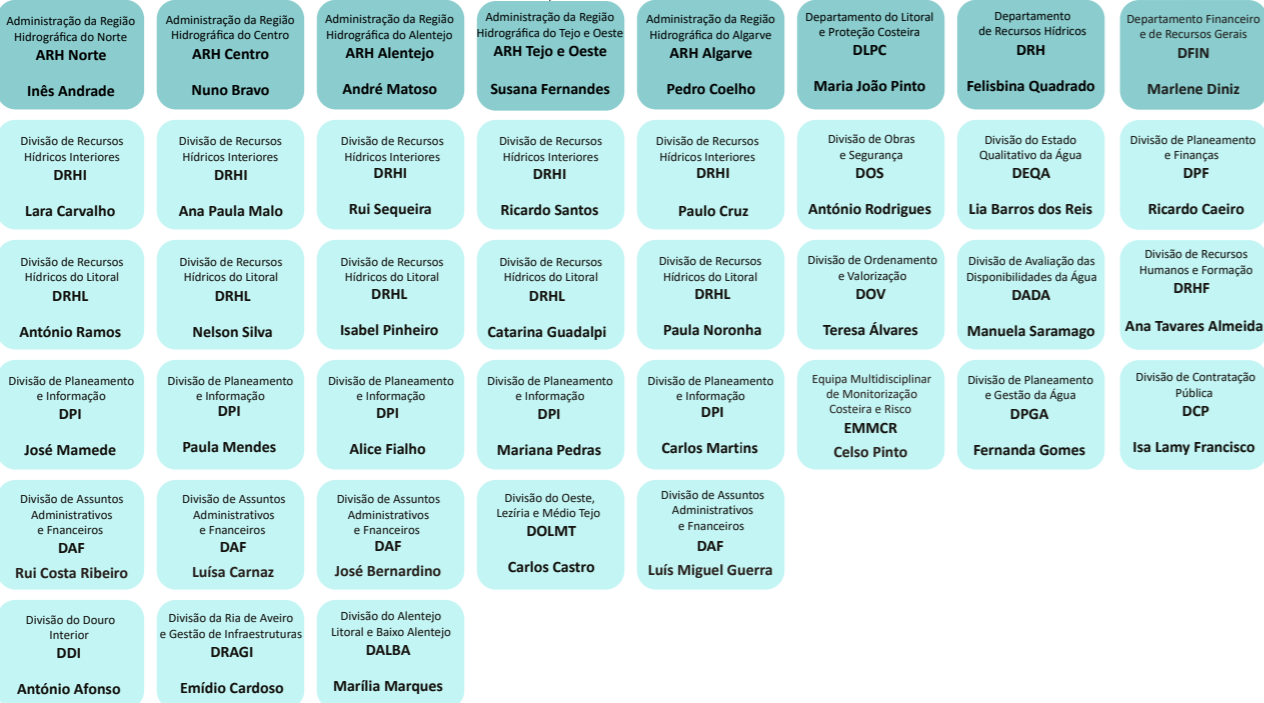 Administração da Região
Hidrográfica do Norte
ARH Norte
Inês Andrade
Administração da Região
Hidrográfica do Centro
ARH Centro
Nuno Bravo
Administração da Região
Hidrográfica do Alentejo
ARH Alentejo
André Matoso
Administração da Região
Hidrográfica do Tejo e Oeste
ARH Tejo e Oeste
Susana Fernandes
Administração da Região
Hidrográfica do Algarve
ARH Algarve
Pedro Coelho
Departamento do Litoral
e Proteção Costeira
DLPC
Maria João Pinto
Departamento
de Recursos Hídricos
DRH
Felisbina Quadrado
Departamento Financeiro
e de Recursos Gerais
DFIN
Marlene Diniz
Divisão de Recursos
Hídricos Interiores
DRHI
Lara Carvalho
Divisão de Recursos
Hídricos Interiores
DRHI
Ana Paula Malo
Divisão de Recursos
Hídricos Interiores
DRHI
Rui Sequeira
Divisão de Recursos
Hídricos Interiores
DRHI
Ricardo Santos
Divisão de Recursos
Hídricos Interiores
DRHI
Paulo Cruz
Divisão de Obras
e Segurança
DOS
António Rodrigues
Divisão do Estado
Qualitativo da Água
DEQA
Lia Barros dos Reis
Divisão de Planeamento
e Finanças
DPF
Ricardo Caeiro
Divisão de Recursos
Hídricos do Litoral
DRHL
António Ramos
Divisão de Recursos
Hídricos do Litoral
DRHL
Nelson Silva
Divisão de Recursos
Hídricos do Litoral
DRHL
Isabel Pinheiro
Divisão de Recursos
Hídricos do Litoral
DRHL
Catarina Guadalpi
Divisão de Recursos
Hídricos do Litoral
DRHL
Paula Noronha
Divisão de Ordenamento
e Valorização
DOV
Teresa Álvares
Divisão de Avaliação das
Disponibilidades da Água
DADA
Manuela Saramago
Divisão de Recursos
Humanos e Formação
DRHF
Ana Tavares Almeida
Divisão de Planeamento
e Informação
DPI
José Mamede
Divisão de Planeamento
e Informação
DPI
Paula Mendes
Divisão de Planeamento
e Informação
DPI
Alice Fialho
Divisão de Planeamento
e Informação
DPI
Mariana Pedras
Divisão de Planeamento
e Informação
DPI
Carlos Martins
Equipa Multidisciplinar
de Monitorização
Costeira e Risco
EMMCR
Celso Pinto
Divisão de Planeamento
e Gestão da Água
DPGA
Fernanda Gomes
Divisão de Contratação
Pública
DCP
Isa Lamy Francisco
Divisão de Assuntos
Administrativos
e Fnanceiros
DAF
Rui Costa Ribeiro
Divisão de Assuntos
Administrativos
e Fnanceiros
DAF
Luísa Carnaz
Divisão de Assuntos
Administrativos
e Fnanceiros
DAF
José Bernardino
Divisão do Oeste,
Lezíria e Médio Tejo
DOLMT
Carlos Castro
Divisão de Assuntos
Administrativos
e Fnanceiros
DAF
Luís Miguel Guerra
Divisão do Douro
Interior
DDI
António Afonso
Divisão da Ria de Aveiro
e Gestão de Infraestruturas
DRAGI
Emídio Cardoso
Divisão do Alentejo
Litoral e Baixo Alentejo
DALBA
Marília Marques